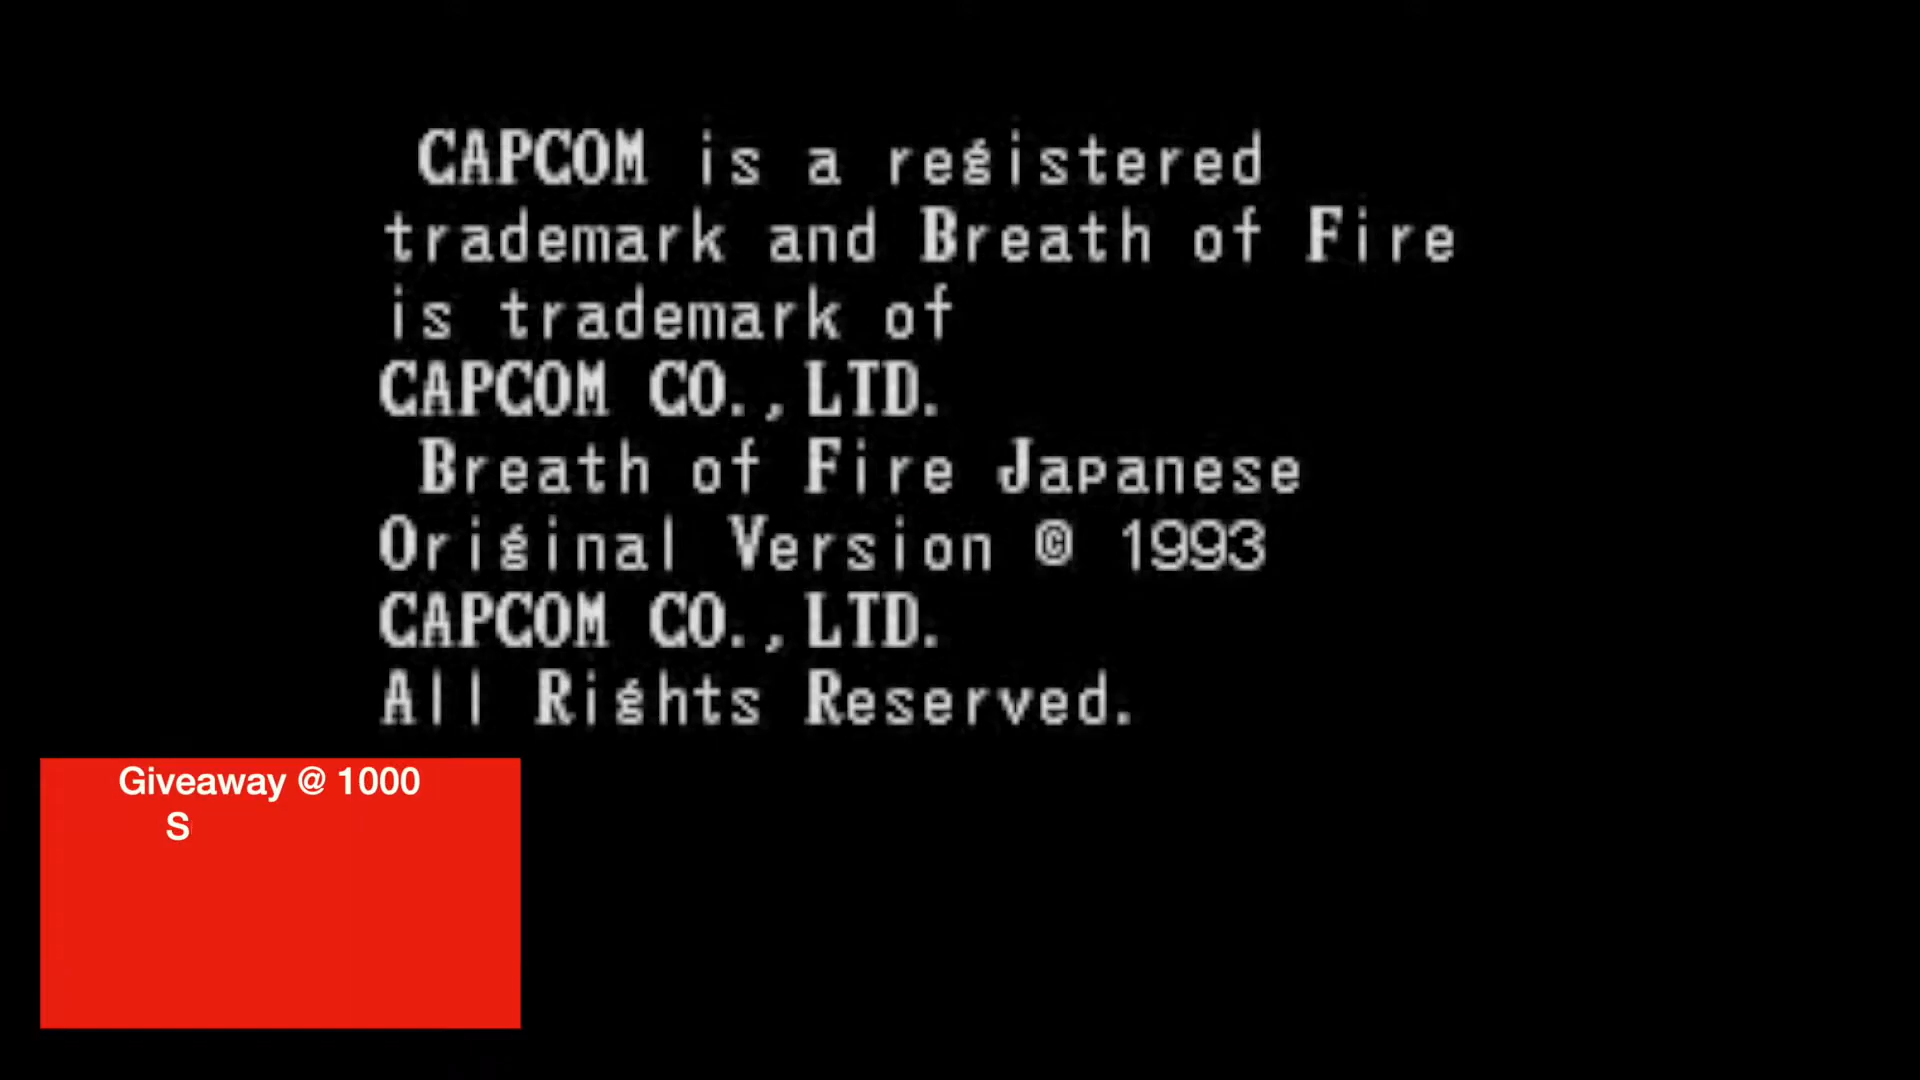 CAPCOM is a registered
trademark and Breath of Fire
is trademark of
CAPCOM CO.,LTD.
Breath of Fire Japanese
Original Version © 1993
CAPCOM CO.,LTD.
All Rights Reserved.
Giveaway @ 1000
S